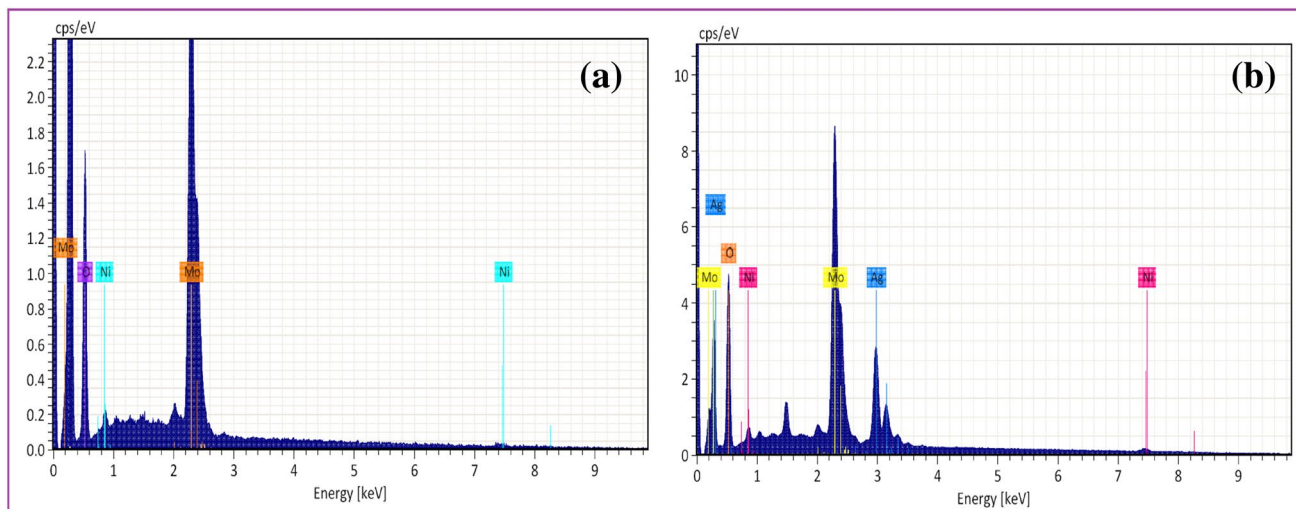 cps/eV
(a)
2.2
2.0
1.8
1.6
1.4
1.2
1.0
0.8
0.6
0.4
0.2
0.0
Mo
O
Ni
Mo
Ni
0 1 2 3 4 5 6 7 8 9
Energy [keV]
cps/eV
(b)
10
8
6
4
2
0
Ag
O
Mo
Ni
Mo
Ag
Ni
0 1 2 3 4 5 6 7 8 9
Energy [keV]